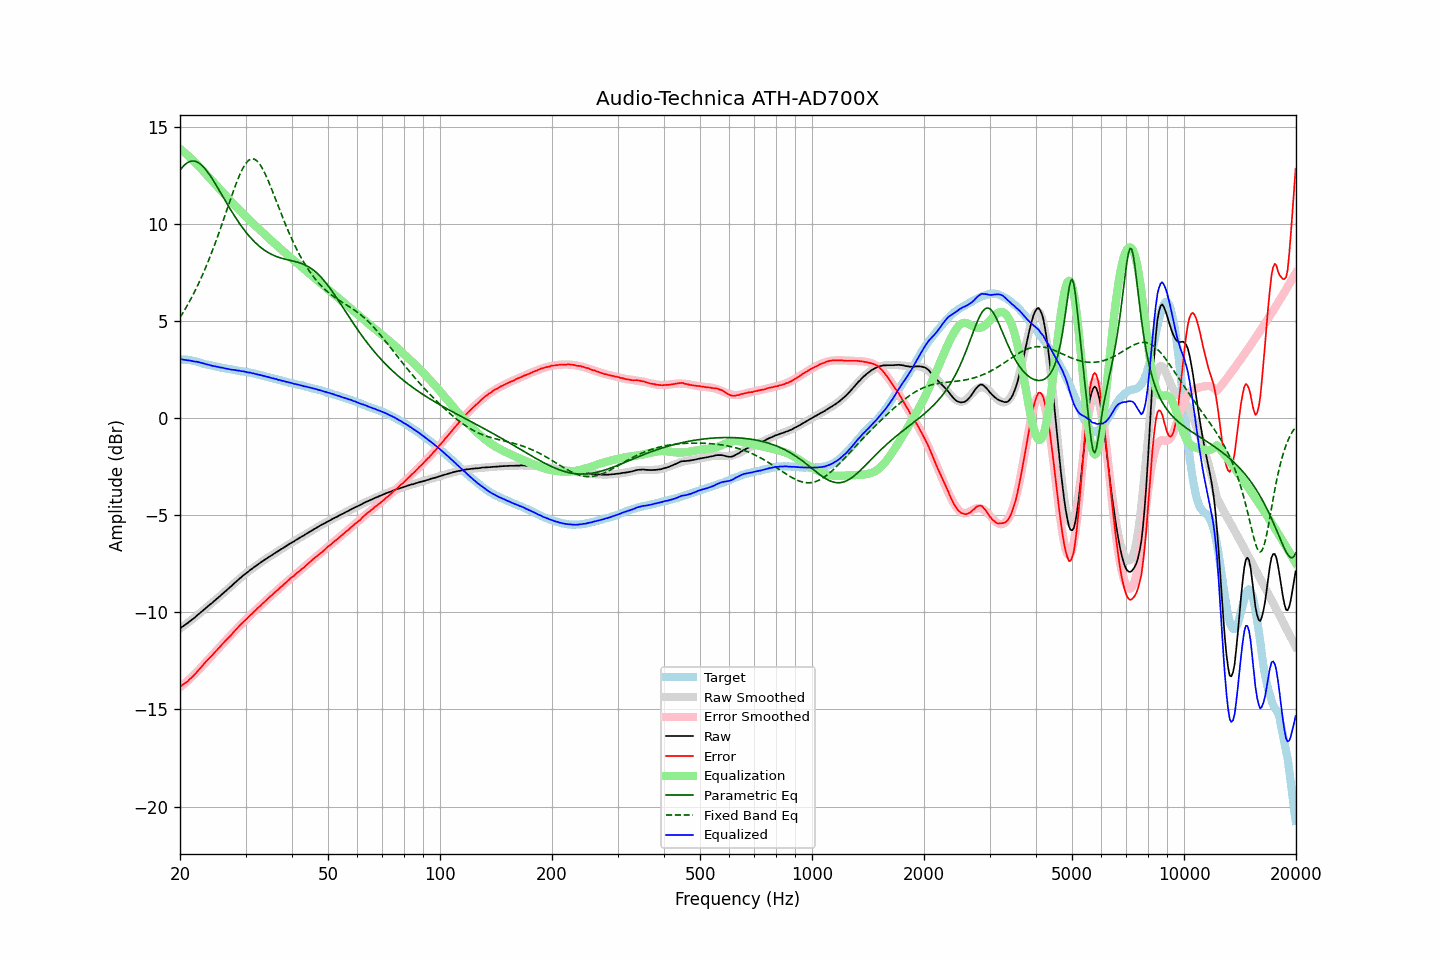 Audio-Technica ATH-AD700X
Amplitude (dBr)
15
10
5
0
−5
−10
−15
−20
Target
Raw Smoothed
Error Smoothed
Raw
Error
Equalization
Parametric Eq
Fixed Band Eq
Equalized
20 50 100 200 500 1000 2000 5000 10000 20000
Frequency (Hz)